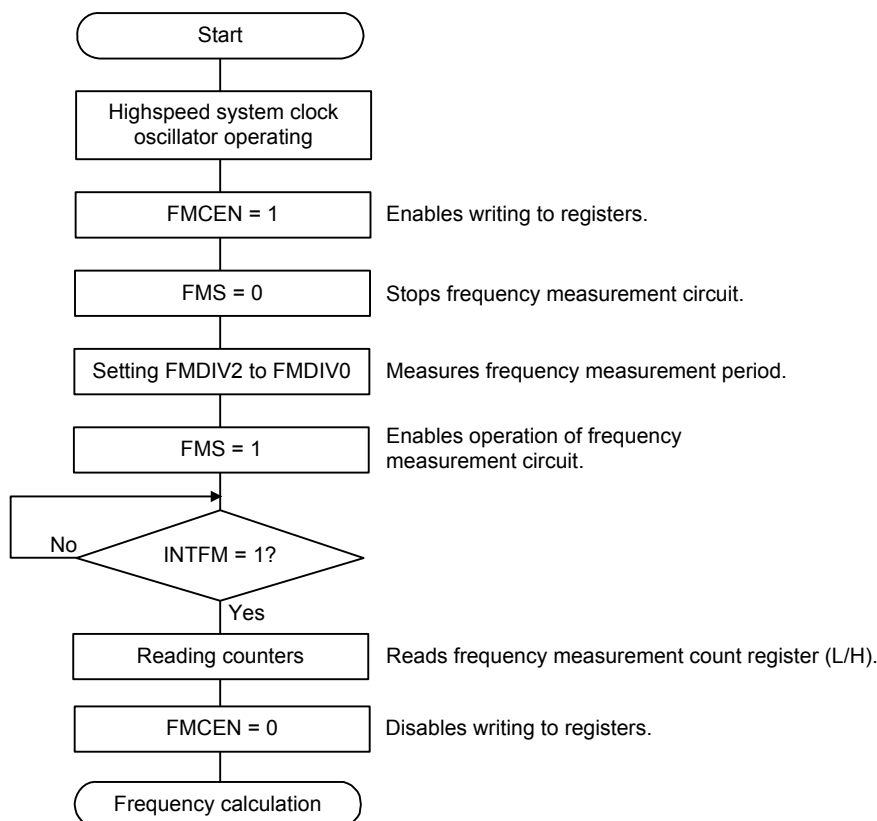 Start
Highspeed system clock
oscillator operating
FMCEN = 1
Enables writing to registers.
FMS = 0
Stops frequency measurement circuit.
Setting FMDIV2 to FMDIV0
Measures frequency measurement period.
FMS = 1
Enables operation of frequency
measurement circuit.
No
INTFM = 1?
Yes
Reading counters
Reads frequency measurement count register (L/H).
FMCEN = 0
Disables writing to registers.
Frequency calculation